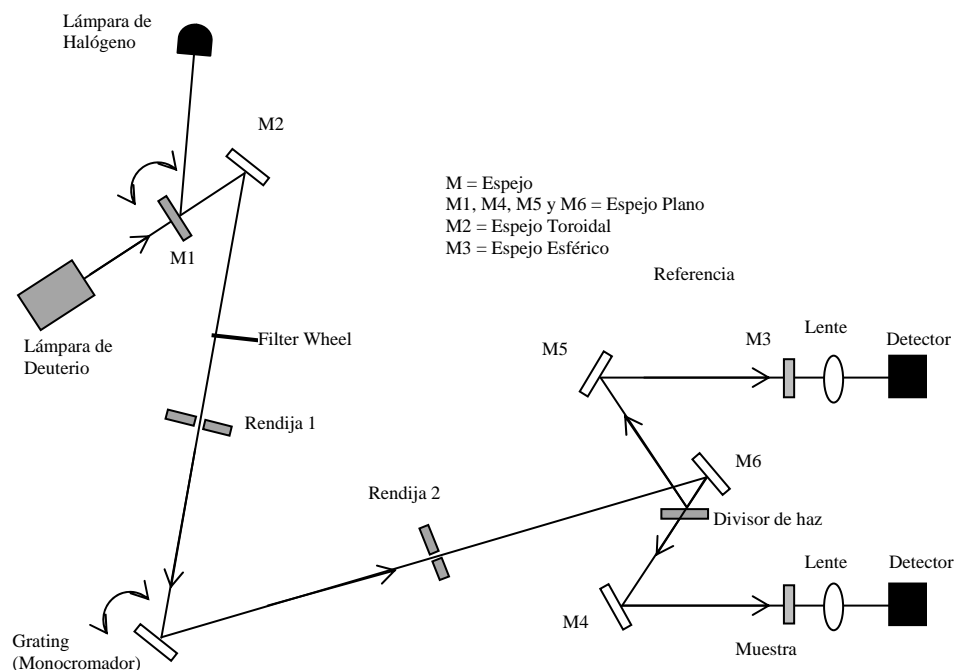 Lámpara de
Halógeno
M2
M = Espejo
M1, M4, M5 y M6 = Espejo Plano
M2 = Espejo Toroidal
M3 = Espejo Esférico
M1
Referencia
Lámpara de
Deuterio
Filter Wheel
M5
M3
Lente
Detector
Rendija 1
M6
Rendija 2
Divisor de haz
Lente
Detector
M4
Muestra
Grating
(Monocromador)